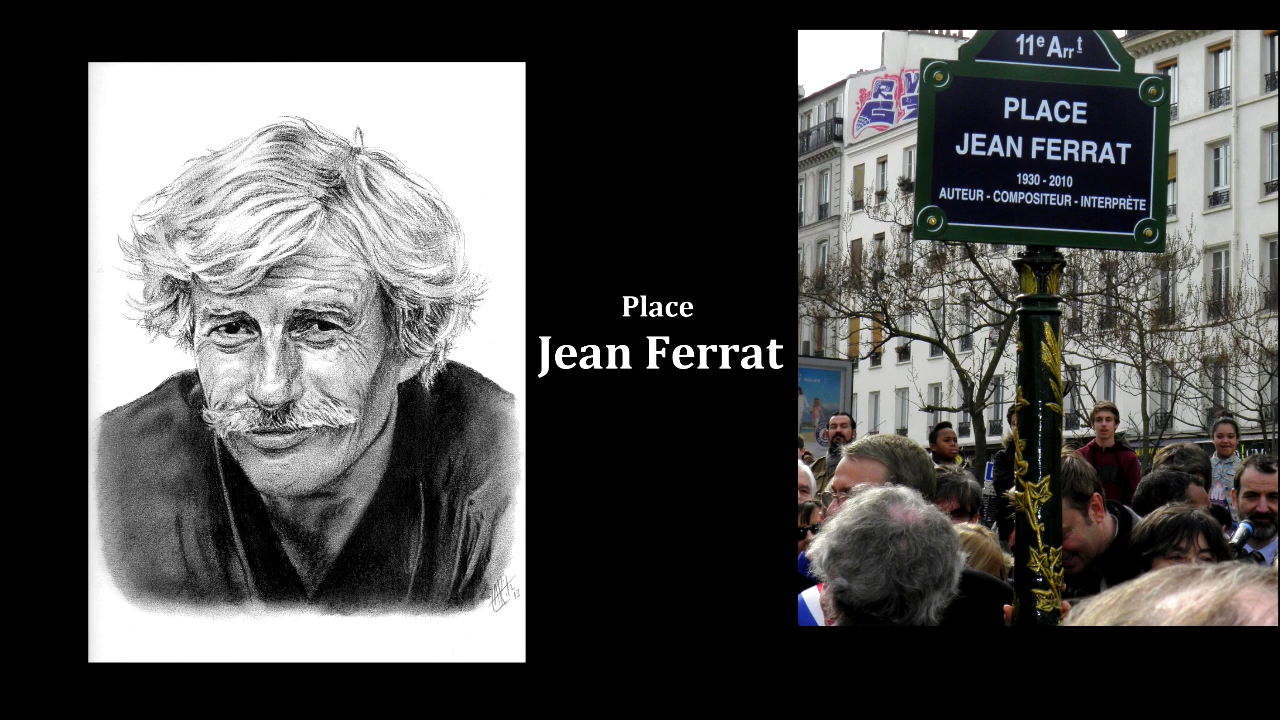 Place
Jean Ferrat
11e Arrt
PLACE
JEAN FERRAT
1930 - 2010
AUTEUR - COMPOSITEUR - INTERPRÈTE